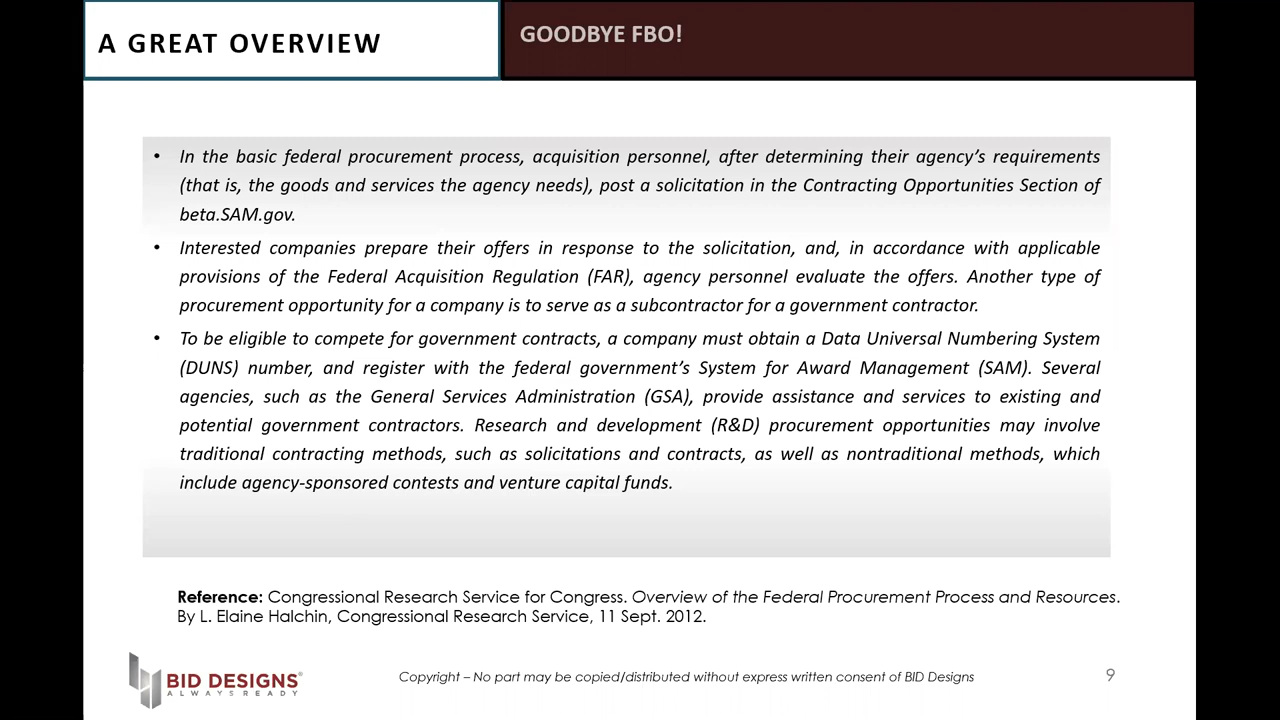 A GREAT OVERVIEW
GOODBYE FBO!
• In the basic federal procurement process, acquisition personnel, after determining their agency's requirements
(that is, the goods and services the agency needs), post a solicitation in the Contracting Opportunities Section of
beta.SAM.gov.
• Interested companies prepare their offers in response to the solicitation, and, in accordance with applicable
provisions of the Federal Acquisition Regulation (FAR), agency personnel evaluate the offers. Another type of
procurement opportunity for a company is to serve as a subcontractor for a government contractor.
• To be eligible to compete for government contracts, a company must obtain a Data Universal Numbering System
(DUNS) number, and register with the federal government's System for Award Management (SAM). Several
agencies, such as the General Services Administration (GSA), provide assistance and services to existing and
potential government contractors. Research and development (R&D) procurement opportunities may involve
traditional contracting methods, such as solicitations and contracts, as well as nontraditional methods, which
include agency-sponsored contests and venture capital funds.
Reference: Congressional Research Service for Congress. Overview of the Federal Procurement Process and Resources.
By L. Elaine Halchin, Congressional Research Service, 11 Sept. 2012.
BID DESIGNS®
ALWAYS READY
Copyright – No part may be copied/distributed without express written consent of BID Designs
9